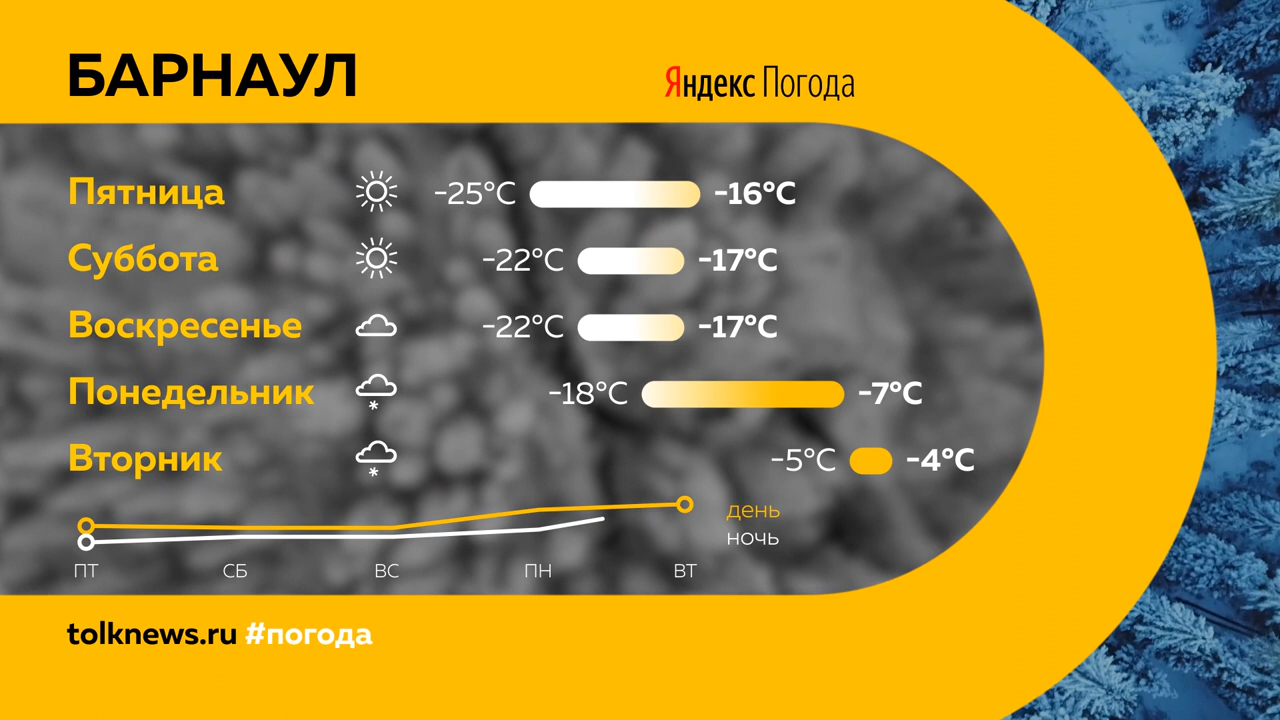 БАРНАУЛ
Яндекс Погода
Пятница -25°C -16°C
Суббота -22°C -17°C
Воскресенье -22°C -17°C
Понедельник -18°C -7°C
Вторник -5°C -4°C
день
ночь
ПТ СБ ВС ПН ВТ
tolknews.ru #погода